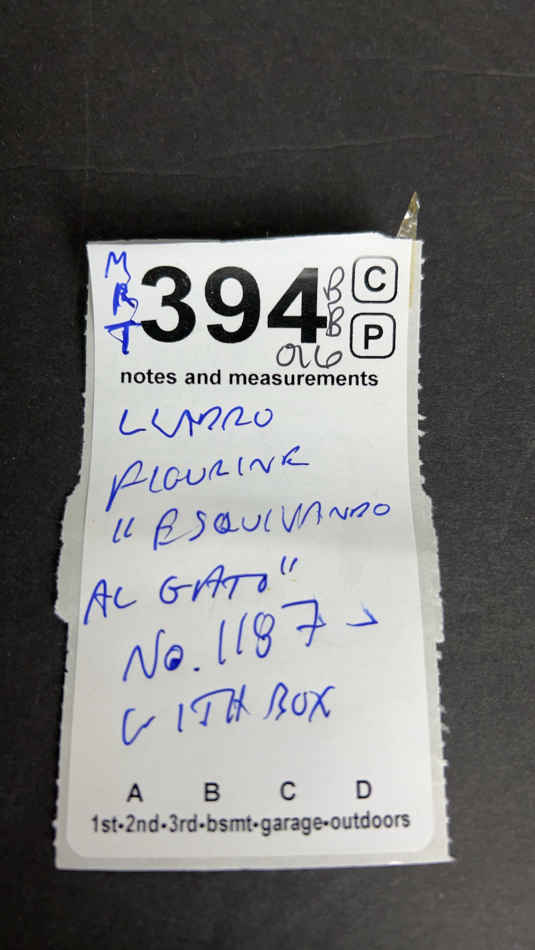 M
R
T
394
B
B
016
C
P
notes and measurements
LLADRO
FIGURINE
"ESQUIVANDO
AL GATO"
No. 1187
WITH BOX
A B C D
1st-2nd-3rd-bsmt-garage-outdoors